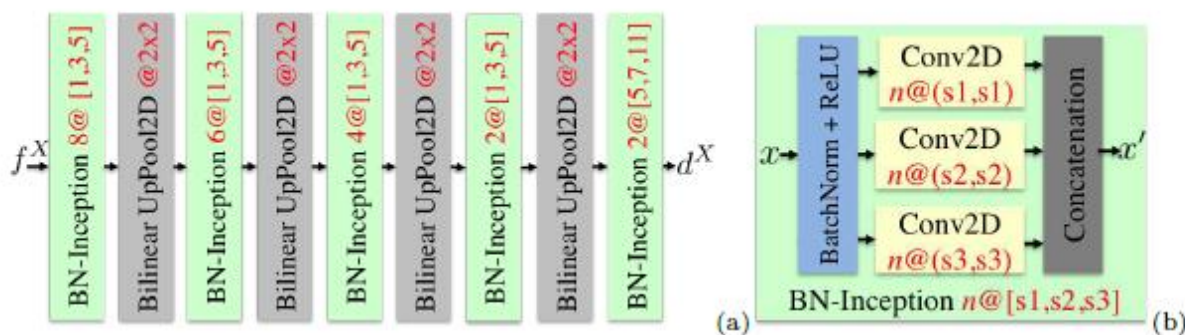 f^X
BN-Inception 8@ [1,3,5]
Bilinear UpPool2D @2x2
BN-Inception 6@[1,3,5]
Bilinear UpPool2D @2x2
BN-Inception 4@[1,3,5]
Bilinear UpPool2D @2x2
BN-Inception 2@[1,3,5]
Bilinear UpPool2D @2x2
BN-Inception 2@[5,7,11]
d^X
(a)
x
BatchNorm + ReLU
Conv2D
n@(s1,s1)
Conv2D
n@(s2,s2)
Conv2D
n@(s3,s3)
Concatenation
x′
BN-Inception n@[s1,s2,s3]
(b)